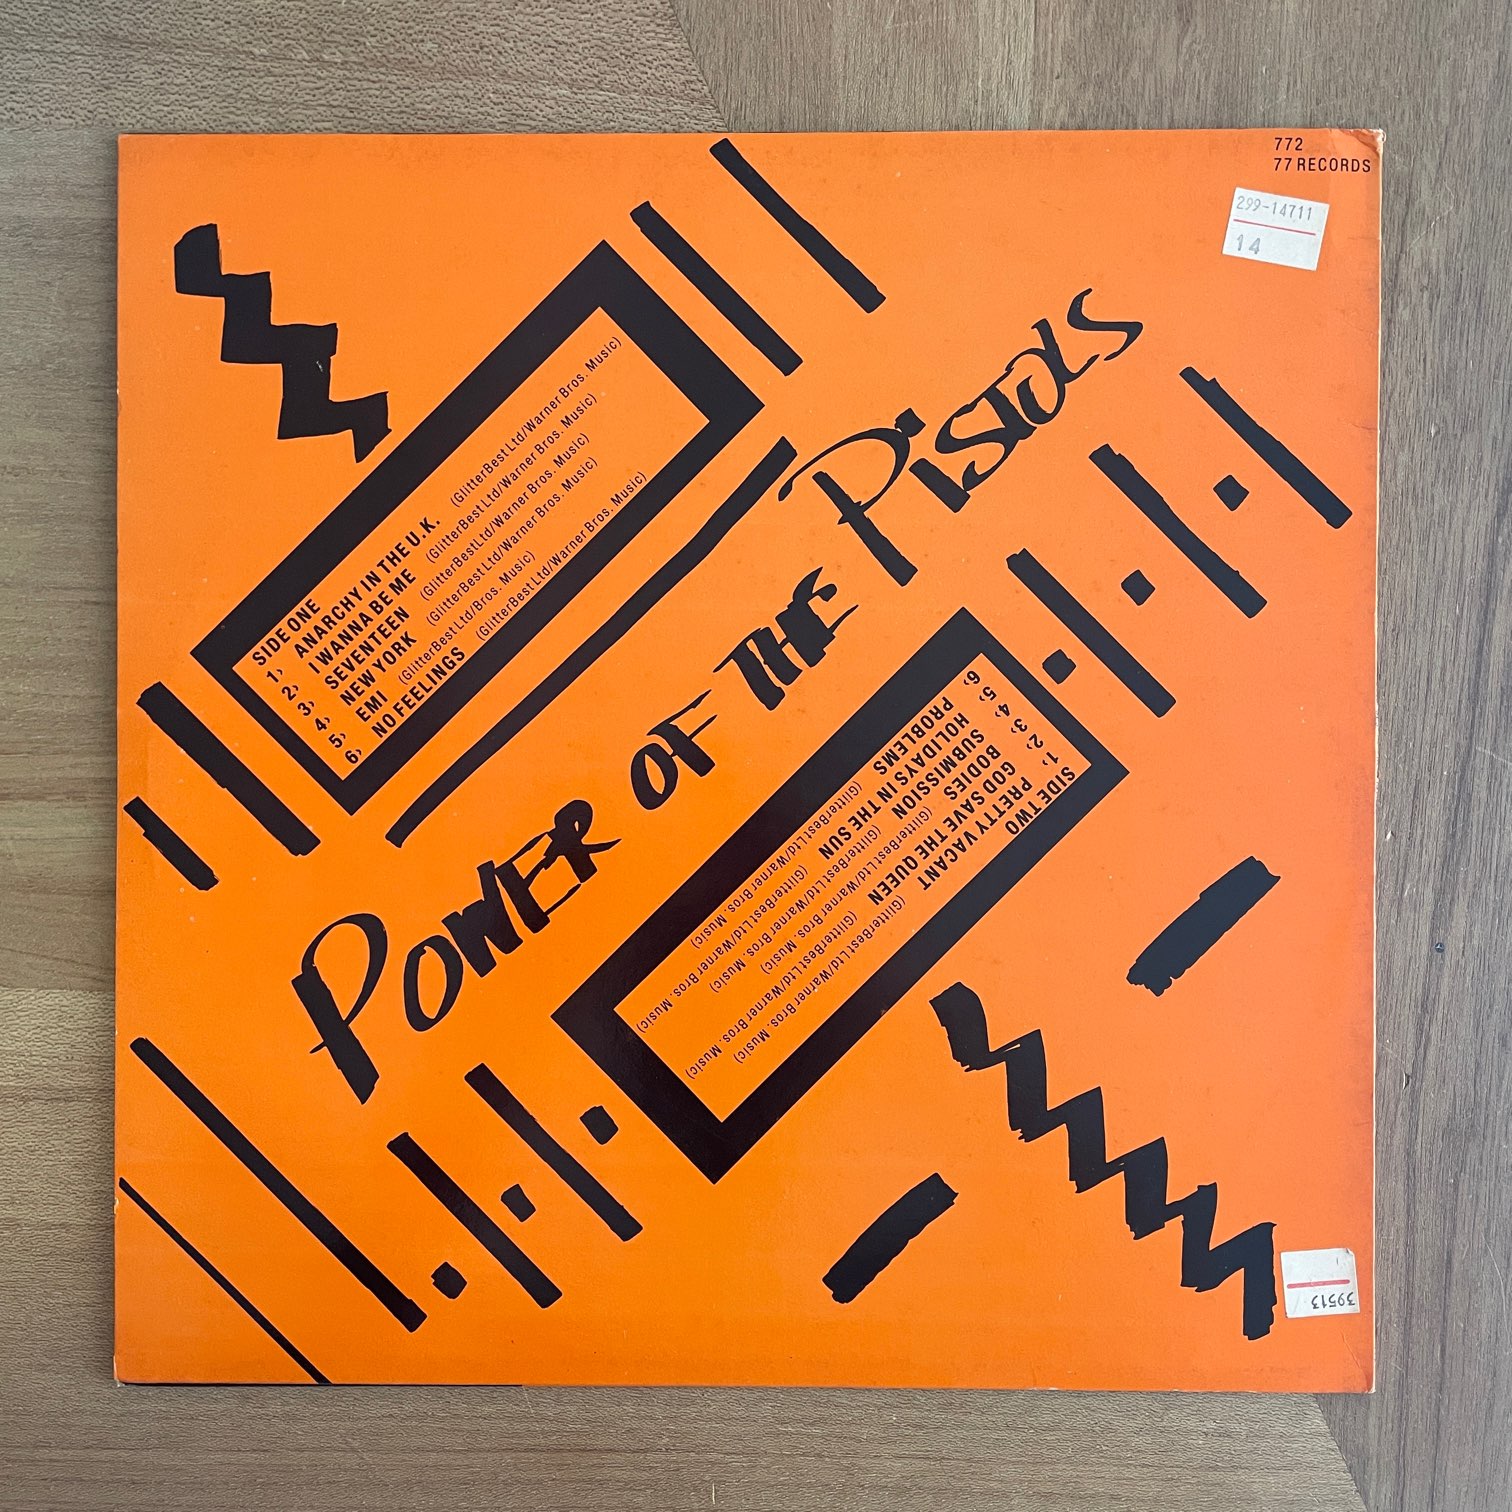 772
77 RECORDS
299-14711
14
SIDE ONE
1› ANARCHY IN THE U.K. (GlitterBest Ltd/Warner Bros. Music)
2› I WANNA BE ME (GlitterBest Ltd/Warner Bros. Music)
3› SEVENTEEN (GlitterBest Ltd/Warner Bros. Music)
4› NEW YORK (GlitterBest Ltd/Warner Bros. Music)
5› EMI (GlitterBest Ltd/Bros. Music)
6› NO FEELINGS (GlitterBest Ltd/Warner Bros. Music)
POWER OF THE PISTOLS
SIDE TWO
1› PRETTY VACANT (GlitterBest Ltd/Warner Bros. Music)
2› GOD SAVE THE QUEEN (GlitterBest Ltd/Warner Bros. Music)
3› BODIES (GlitterBest Ltd/Warner Bros. Music)
4› SUBMISSION (GlitterBest Ltd/Warner Bros. Music)
5› HOLIDAYS IN THE SUN (GlitterBest Ltd/Warner Bros. Music)
6› PROBLEMS (GlitterBest Ltd/Warner Bros. Music)
39513